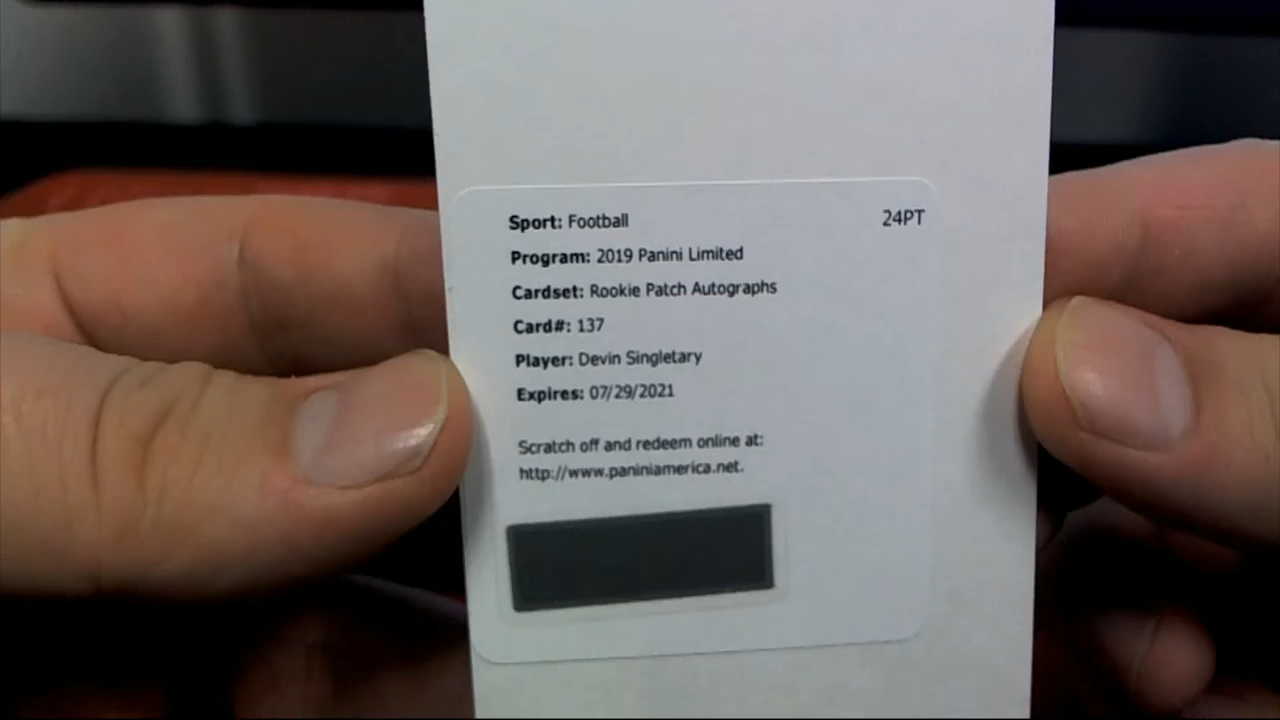 Sport: Football 24PT
Program: 2019 Panini Limited
Cardset: Rookie Patch Autographs
Card#: 137
Player: Devin Singletary
Expires: 07/29/2021
Scratch off and redeem online at:
http://www.paniniamerica.net.